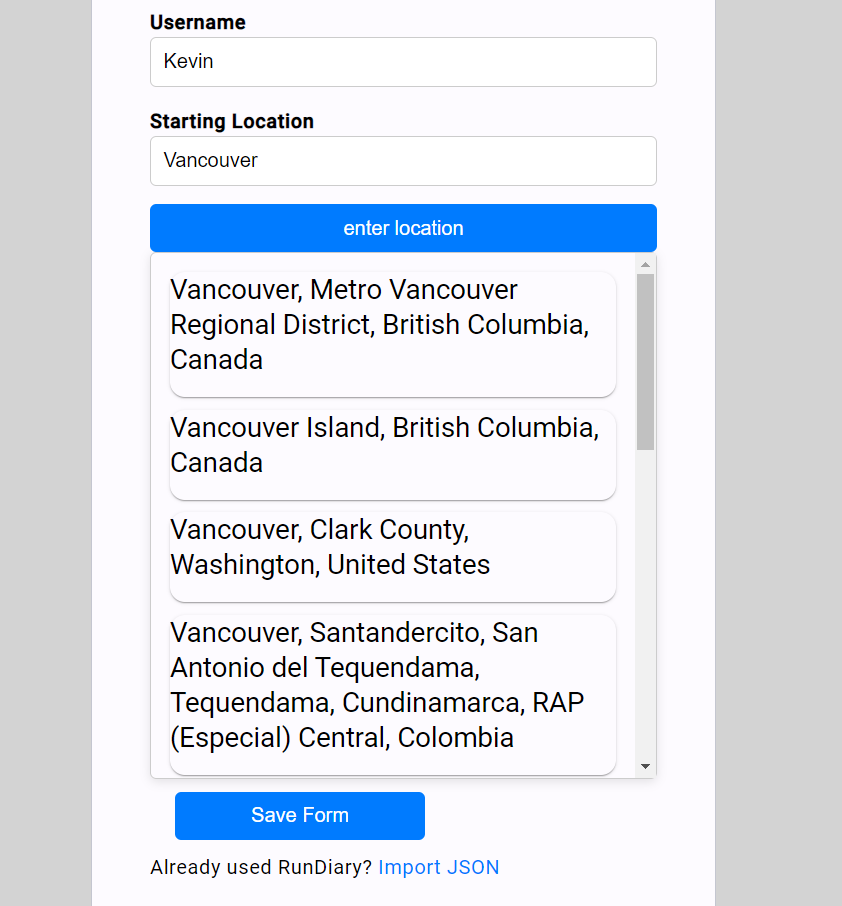 Username
Kevin
Starting Location
Vancouver
enter location
Vancouver, Metro Vancouver
Regional District, British Columbia,
Canada
Vancouver Island, British Columbia,
Canada
Vancouver, Clark County,
Washington, United States
Vancouver, Santandercito, San
Antonio del Tequendama,
Tequendama, Cundinamarca, RAP
(Especial) Central, Colombia
Save Form
Already used RunDiary? Import JSON